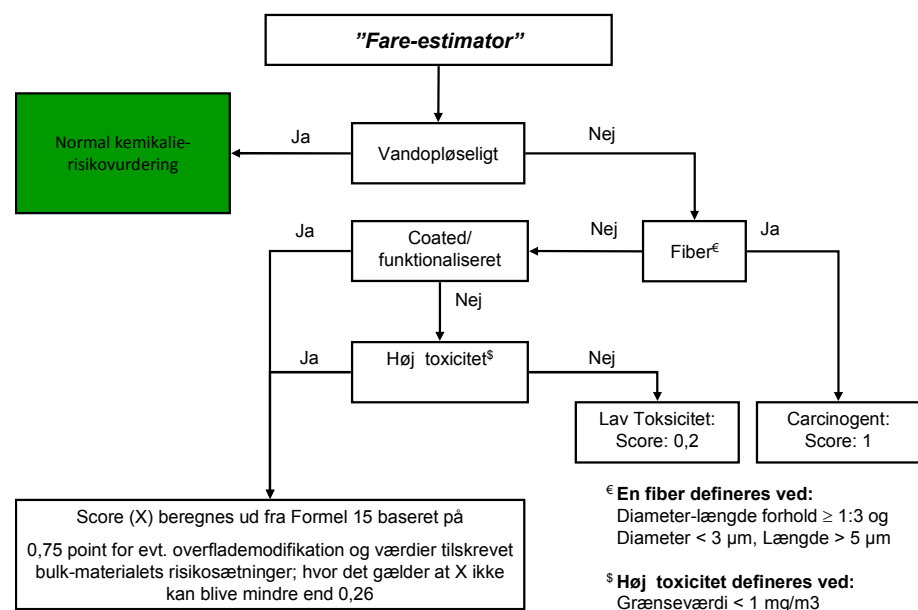 ”Fare-estimator”
Ja
Nej
Normal kemikalie-
risikovurdering
Vandopløseligt
Ja
Coated/
funktionaliseret
Nej
Fiber€
Ja
Nej
Ja
Høj toxicitet$
Nej
Lav Toksicitet:
Score: 0,2
Carcinogent:
Score: 1
Score (X) beregnes ud fra Formel 15 baseret på
0,75 point for evt. overflademodifikation og værdier tilskrevet
bulk-materialets risikosætninger; hvor det gælder at X ikke
kan blive mindre end 0,26
€ En fiber defineres ved:
Diameter-længde forhold ≥ 1:3 og
Diameter < 3 µm, Længde > 5 µm
$ Høj toxicitet defineres ved:
Grænseværdi < 1 mg/m3